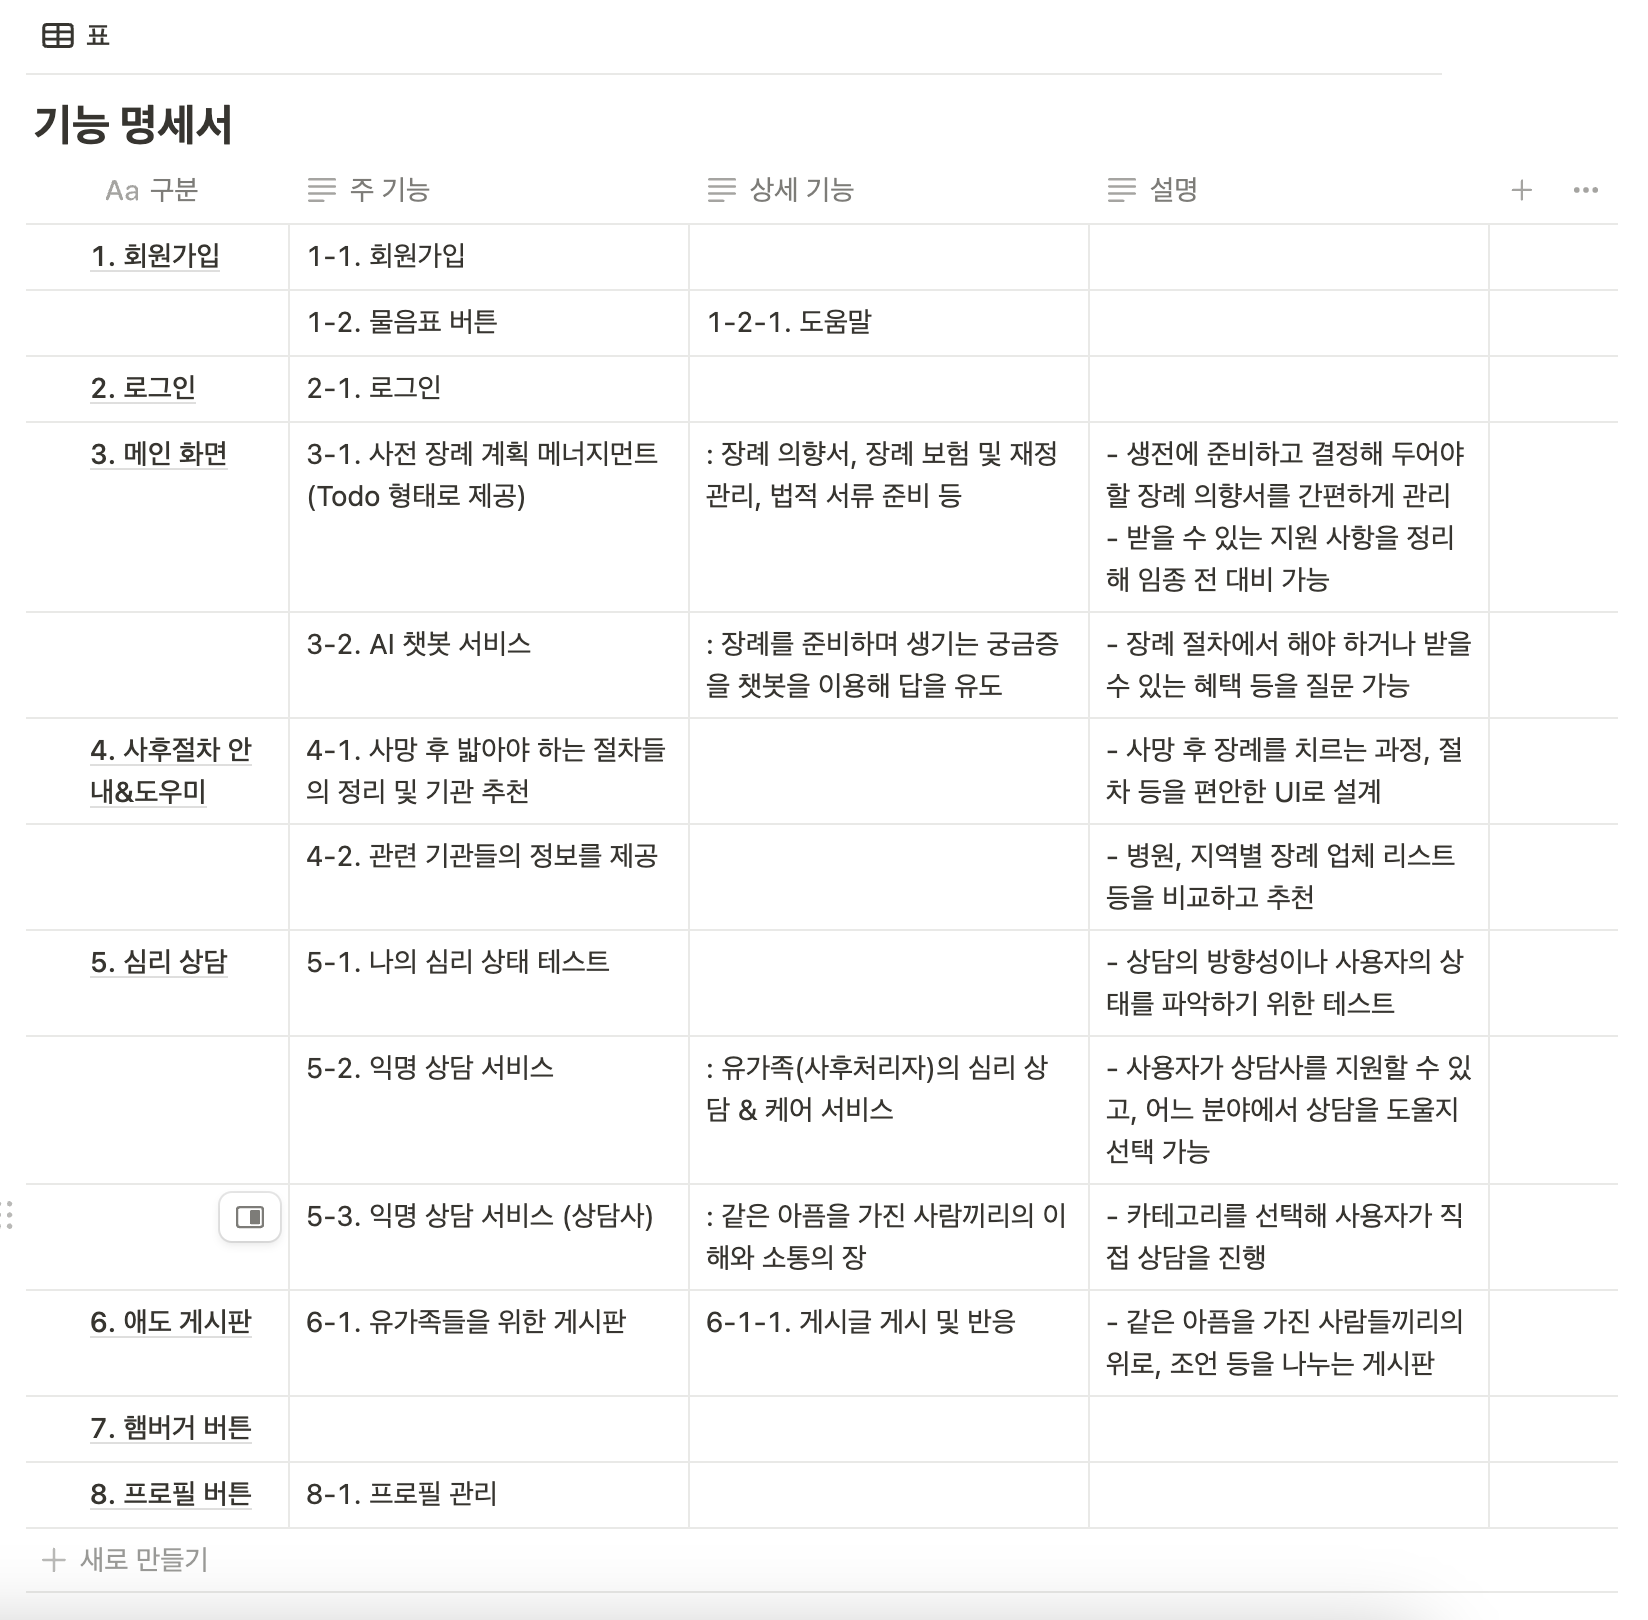 표
기능 명세서
Aa 구분 주 기능 상세 기능 설명
1. 회원가입 1-1. 회원가입
1-2. 물음표 버튼 1-2-1. 도움말
2. 로그인 2-1. 로그인
3. 메인 화면 3-1. 사전 장례 계획 메너지먼트 : 장례 의향서, 장례 보험 및 재정 - 생전에 준비하고 결정해 두어야
(Todo 형태로 제공) 관리, 법적 서류 준비 등 할 장례 의향서를 간편하게 관리
- 받을 수 있는 지원 사항을 정리
해 임종 전 대비 가능
3-2. AI 챗봇 서비스 : 장례를 준비하며 생기는 궁금증 - 장례 절차에서 해야 하거나 받을
을 챗봇을 이용해 답을 유도 수 있는 혜택 등을 질문 가능
4. 사후절차 안 4-1. 사망 후 밟아야 하는 절차들 - 사망 후 장례를 치르는 과정, 절
내&도우미 의 정리 및 기관 추천 차 등을 편안한 UI로 설계
4-2. 관련 기관들의 정보를 제공 - 병원, 지역별 장례 업체 리스트
등을 비교하고 추천
5. 심리 상담 5-1. 나의 심리 상태 테스트 - 상담의 방향성이나 사용자의 상
태를 파악하기 위한 테스트
5-2. 익명 상담 서비스 : 유가족(사후처리자)의 심리 상 - 사용자가 상담사를 지원할 수 있
담 & 케어 서비스 고, 어느 분야에서 상담을 도울지
선택 가능
5-3. 익명 상담 서비스 (상담사) : 같은 아픔을 가진 사람끼리의 이 - 카테고리를 선택해 사용자가 직
해와 소통의 장 접 상담을 진행
6. 애도 게시판 6-1. 유가족들을 위한 게시판 6-1-1. 게시글 게시 및 반응 - 같은 아픔을 가진 사람들끼리의
위로, 조언 등을 나누는 게시판
7. 햄버거 버튼
8. 프로필 버튼 8-1. 프로필 관리
새로 만들기